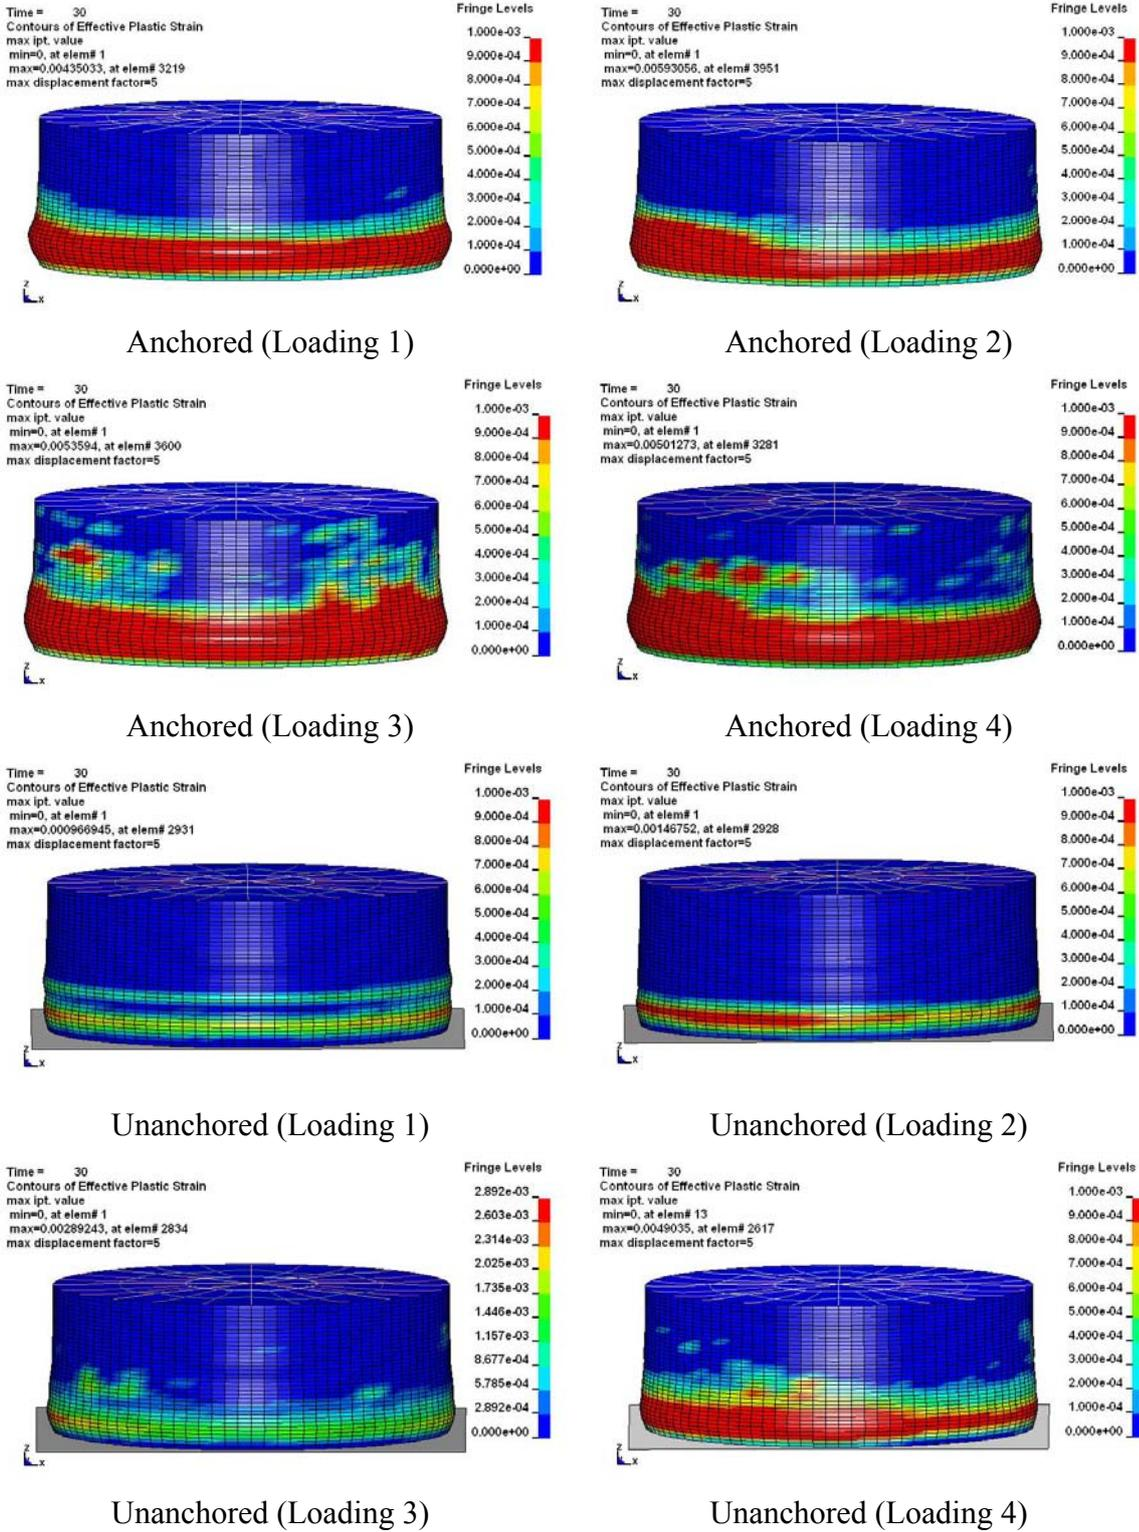 Time = 30
Contours of Effective Plastic Strain
max ipt. value
min=0, at elem# 1
max=0.00435033, at elem# 3219
max displacement factor=5
Fringe Levels
1.000e-03
9.000e-04
8.000e-04
7.000e-04
6.000e-04
5.000e-04
4.000e-04
3.000e-04
2.000e-04
1.000e-04
0.000e+00
Z
X
Anchored (Loading 1)
Time = 30
Contours of Effective Plastic Strain
max ipt. value
min=0, at elem# 1
max=0.00593056, at elem# 3951
max displacement factor=5
Fringe Levels
1.000e-03
9.000e-04
8.000e-04
7.000e-04
6.000e-04
5.000e-04
4.000e-04
3.000e-04
2.000e-04
1.000e-04
0.000e+00
Z
X
Anchored (Loading 2)
Time = 30
Contours of Effective Plastic Strain
max ipt. value
min=0, at elem# 1
max=0.0053594, at elem# 3600
max displacement factor=5
Fringe Levels
1.000e-03
9.000e-04
8.000e-04
7.000e-04
6.000e-04
5.000e-04
4.000e-04
3.000e-04
2.000e-04
1.000e-04
0.000e+00
Z
X
Anchored (Loading 3)
Time = 30
Contours of Effective Plastic Strain
max ipt. value
min=0, at elem# 1
max=0.00501273, at elem# 3281
max displacement factor=5
Fringe Levels
1.000e-03
9.000e-04
8.000e-04
7.000e-04
6.000e-04
5.000e-04
4.000e-04
3.000e-04
2.000e-04
1.000e-04
0.000e+00
Z
X
Anchored (Loading 4)
Time = 30
Contours of Effective Plastic Strain
max ipt. value
min=0, at elem# 1
max=0.000966945, at elem# 2931
max displacement factor=5
Fringe Levels
1.000e-03
9.000e-04
8.000e-04
7.000e-04
6.000e-04
5.000e-04
4.000e-04
3.000e-04
2.000e-04
1.000e-04
0.000e+00
Z
X
Unanchored (Loading 1)
Time = 30
Contours of Effective Plastic Strain
max ipt. value
min=0, at elem# 1
max=0.00146752, at elem# 2928
max displacement factor=5
Fringe Levels
1.000e-03
9.000e-04
8.000e-04
7.000e-04
6.000e-04
5.000e-04
4.000e-04
3.000e-04
2.000e-04
1.000e-04
0.000e+00
Z
X
Unanchored (Loading 2)
Time = 30
Contours of Effective Plastic Strain
max ipt. value
min=0, at elem# 1
max=0.00289243, at elem# 2834
max displacement factor=5
Fringe Levels
2.892e-03
2.603e-03
2.314e-03
2.025e-03
1.735e-03
1.446e-03
1.157e-03
8.677e-04
5.785e-04
2.892e-04
0.000e+00
Z
X
Unanchored (Loading 3)
Time = 30
Contours of Effective Plastic Strain
max ipt. value
min=0, at elem# 13
max=0.0049035, at elem# 2617
max displacement factor=5
Fringe Levels
1.000e-03
9.000e-04
8.000e-04
7.000e-04
6.000e-04
5.000e-04
4.000e-04
3.000e-04
2.000e-04
1.000e-04
0.000e+00
Z
X
Unanchored (Loading 4)